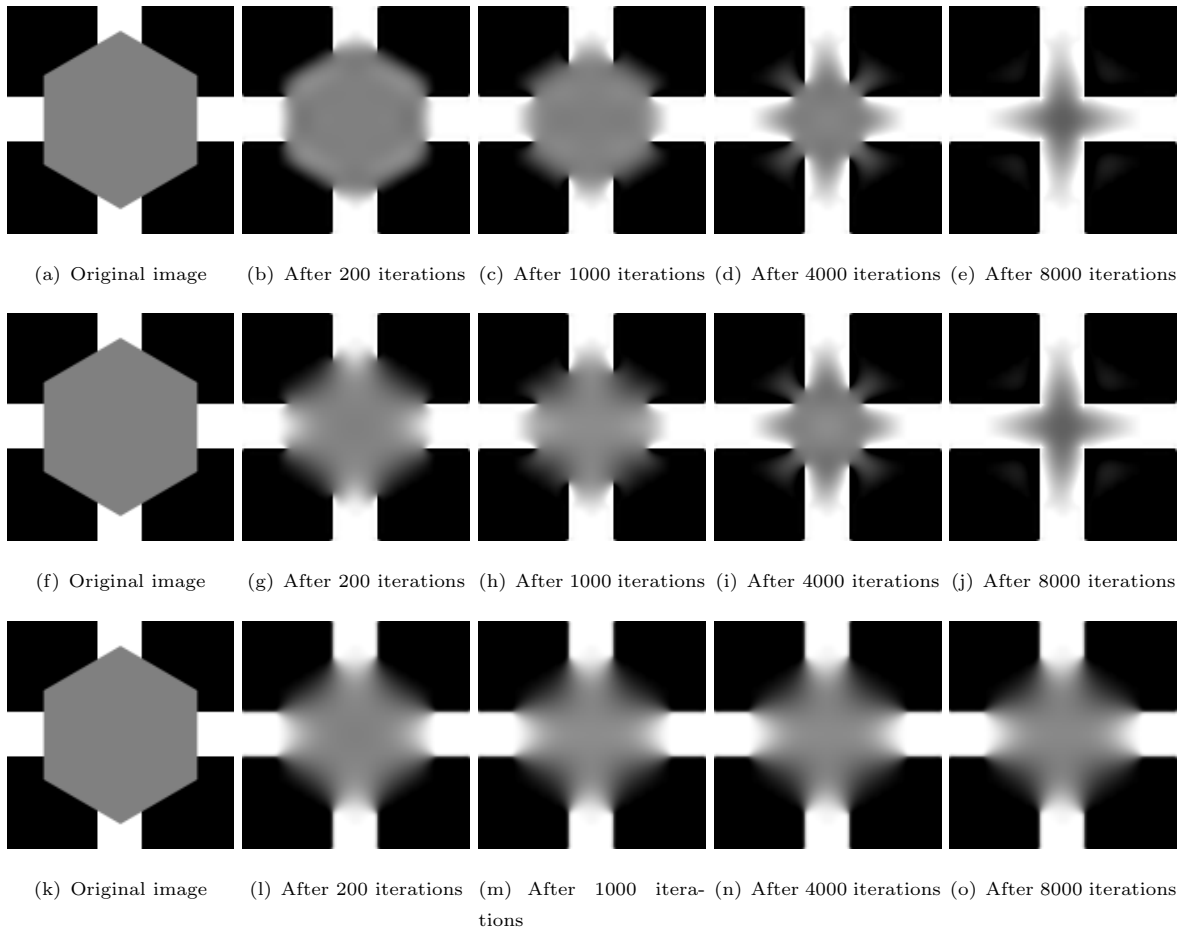 (a) Original image (b) After 200 iterations (c) After 1000 iterations (d) After 4000 iterations (e) After 8000 iterations
(f) Original image (g) After 200 iterations (h) After 1000 iterations (i) After 4000 iterations (j) After 8000 iterations
(k) Original image (l) After 200 iterations (m) After 1000 itera- (n) After 4000 iterations (o) After 8000 iterations
tions